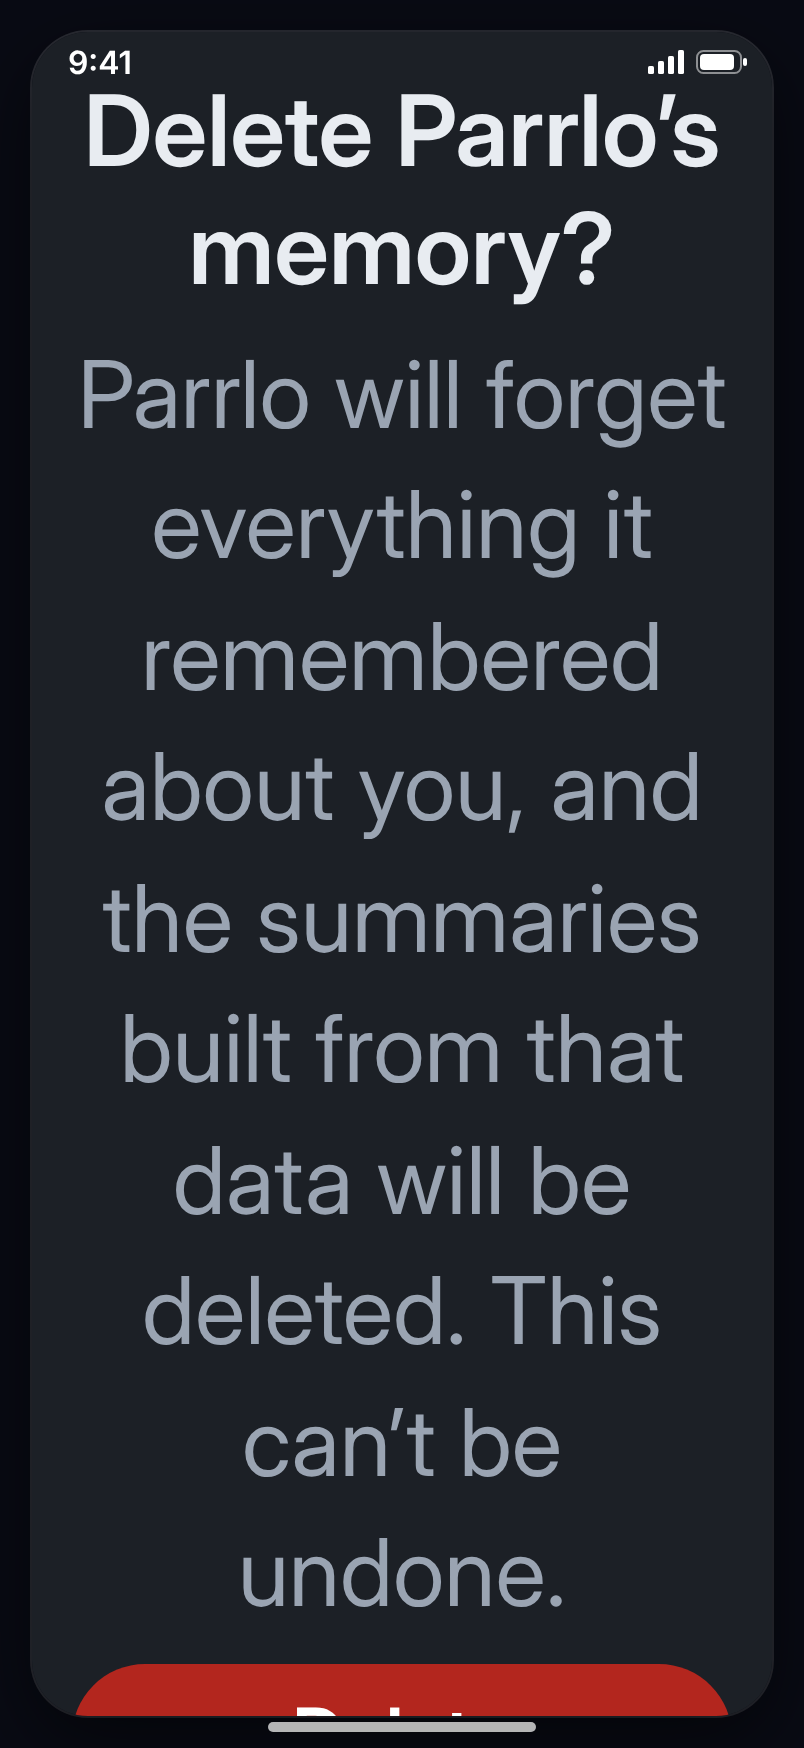 9:41
Delete Parrlo’s
memory?
Parrlo will forget
everything it
remembered
about you, and
the summaries
built from that
data will be
deleted. This
can’t be
undone.